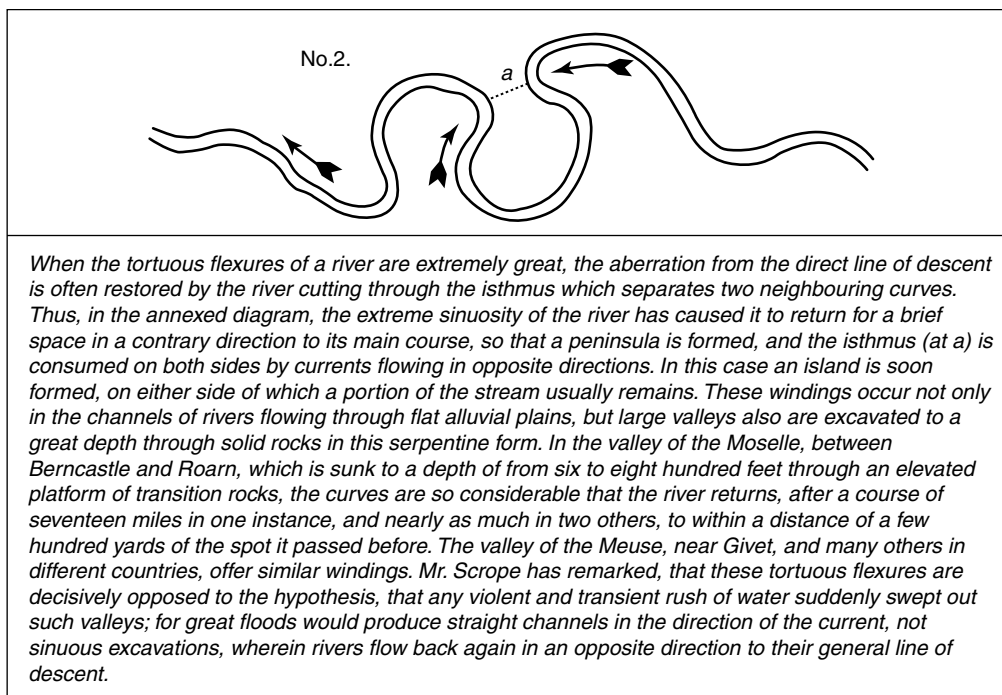 No.2.
a
When the tortuous flexures of a river are extremely great, the aberration from the direct line of descent
is often restored by the river cutting through the isthmus which separates two neighbouring curves.
Thus, in the annexed diagram, the extreme sinuosity of the river has caused it to return for a brief
space in a contrary direction to its main course, so that a peninsula is formed, and the isthmus (at a) is
consumed on both sides by currents flowing in opposite directions. In this case an island is soon
formed, on either side of which a portion of the stream usually remains. These windings occur not only
in the channels of rivers flowing through flat alluvial plains, but large valleys also are excavated to a
great depth through solid rocks in this serpentine form. In the valley of the Moselle, between
Berncastle and Roarn, which is sunk to a depth of from six to eight hundred feet through an elevated
platform of transition rocks, the curves are so considerable that the river returns, after a course of
seventeen miles in one instance, and nearly as much in two others, to within a distance of a few
hundred yards of the spot it passed before. The valley of the Meuse, near Givet, and many others in
different countries, offer similar windings. Mr. Scrope has remarked, that these tortuous flexures are
decisively opposed to the hypothesis, that any violent and transient rush of water suddenly swept out
such valleys; for great floods would produce straight channels in the direction of the current, not
sinuous excavations, wherein rivers flow back again in an opposite direction to their general line of
descent.